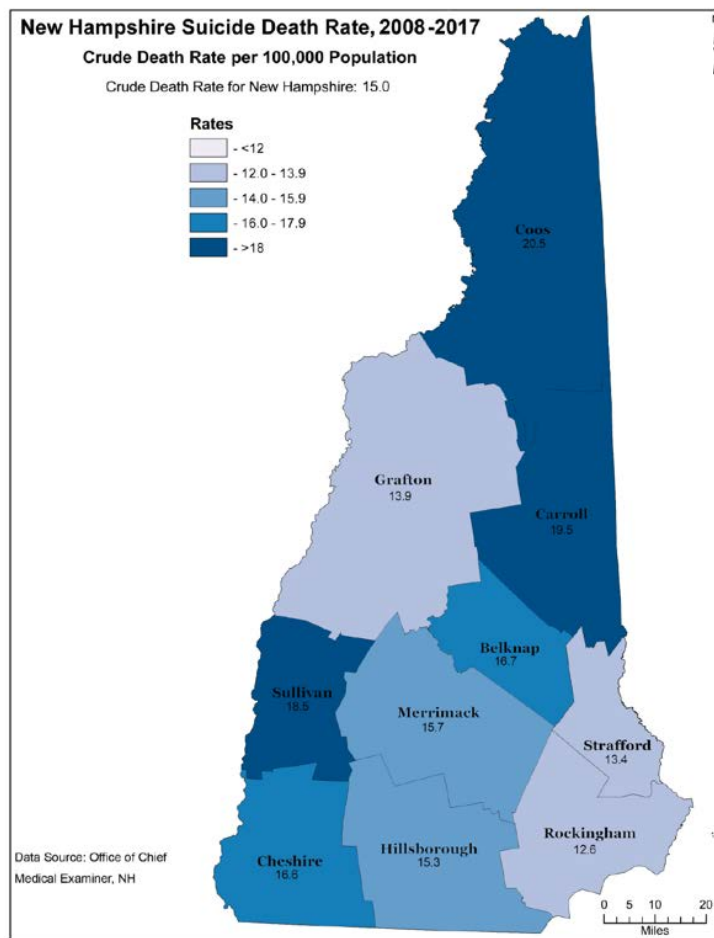 New Hampshire Suicide Death Rate, 2008-2017
Crude Death Rate per 100,000 Population
Crude Death Rate for New Hampshire: 15.0
Rates
- <12
- 12.0 - 13.9
- 14.0 - 15.9
- 16.0 - 17.9
- >18
Coos
20.5
Grafton
13.9
Carroll
19.5
Belknap
16.7
Sullivan
18.5
Merrimack
15.7
Strafford
13.4
Rockingham
12.6
Hillsborough
15.3
Cheshire
16.6
Data Source: Office of Chief
Medical Examiner, NH
0 5 10 20
Miles